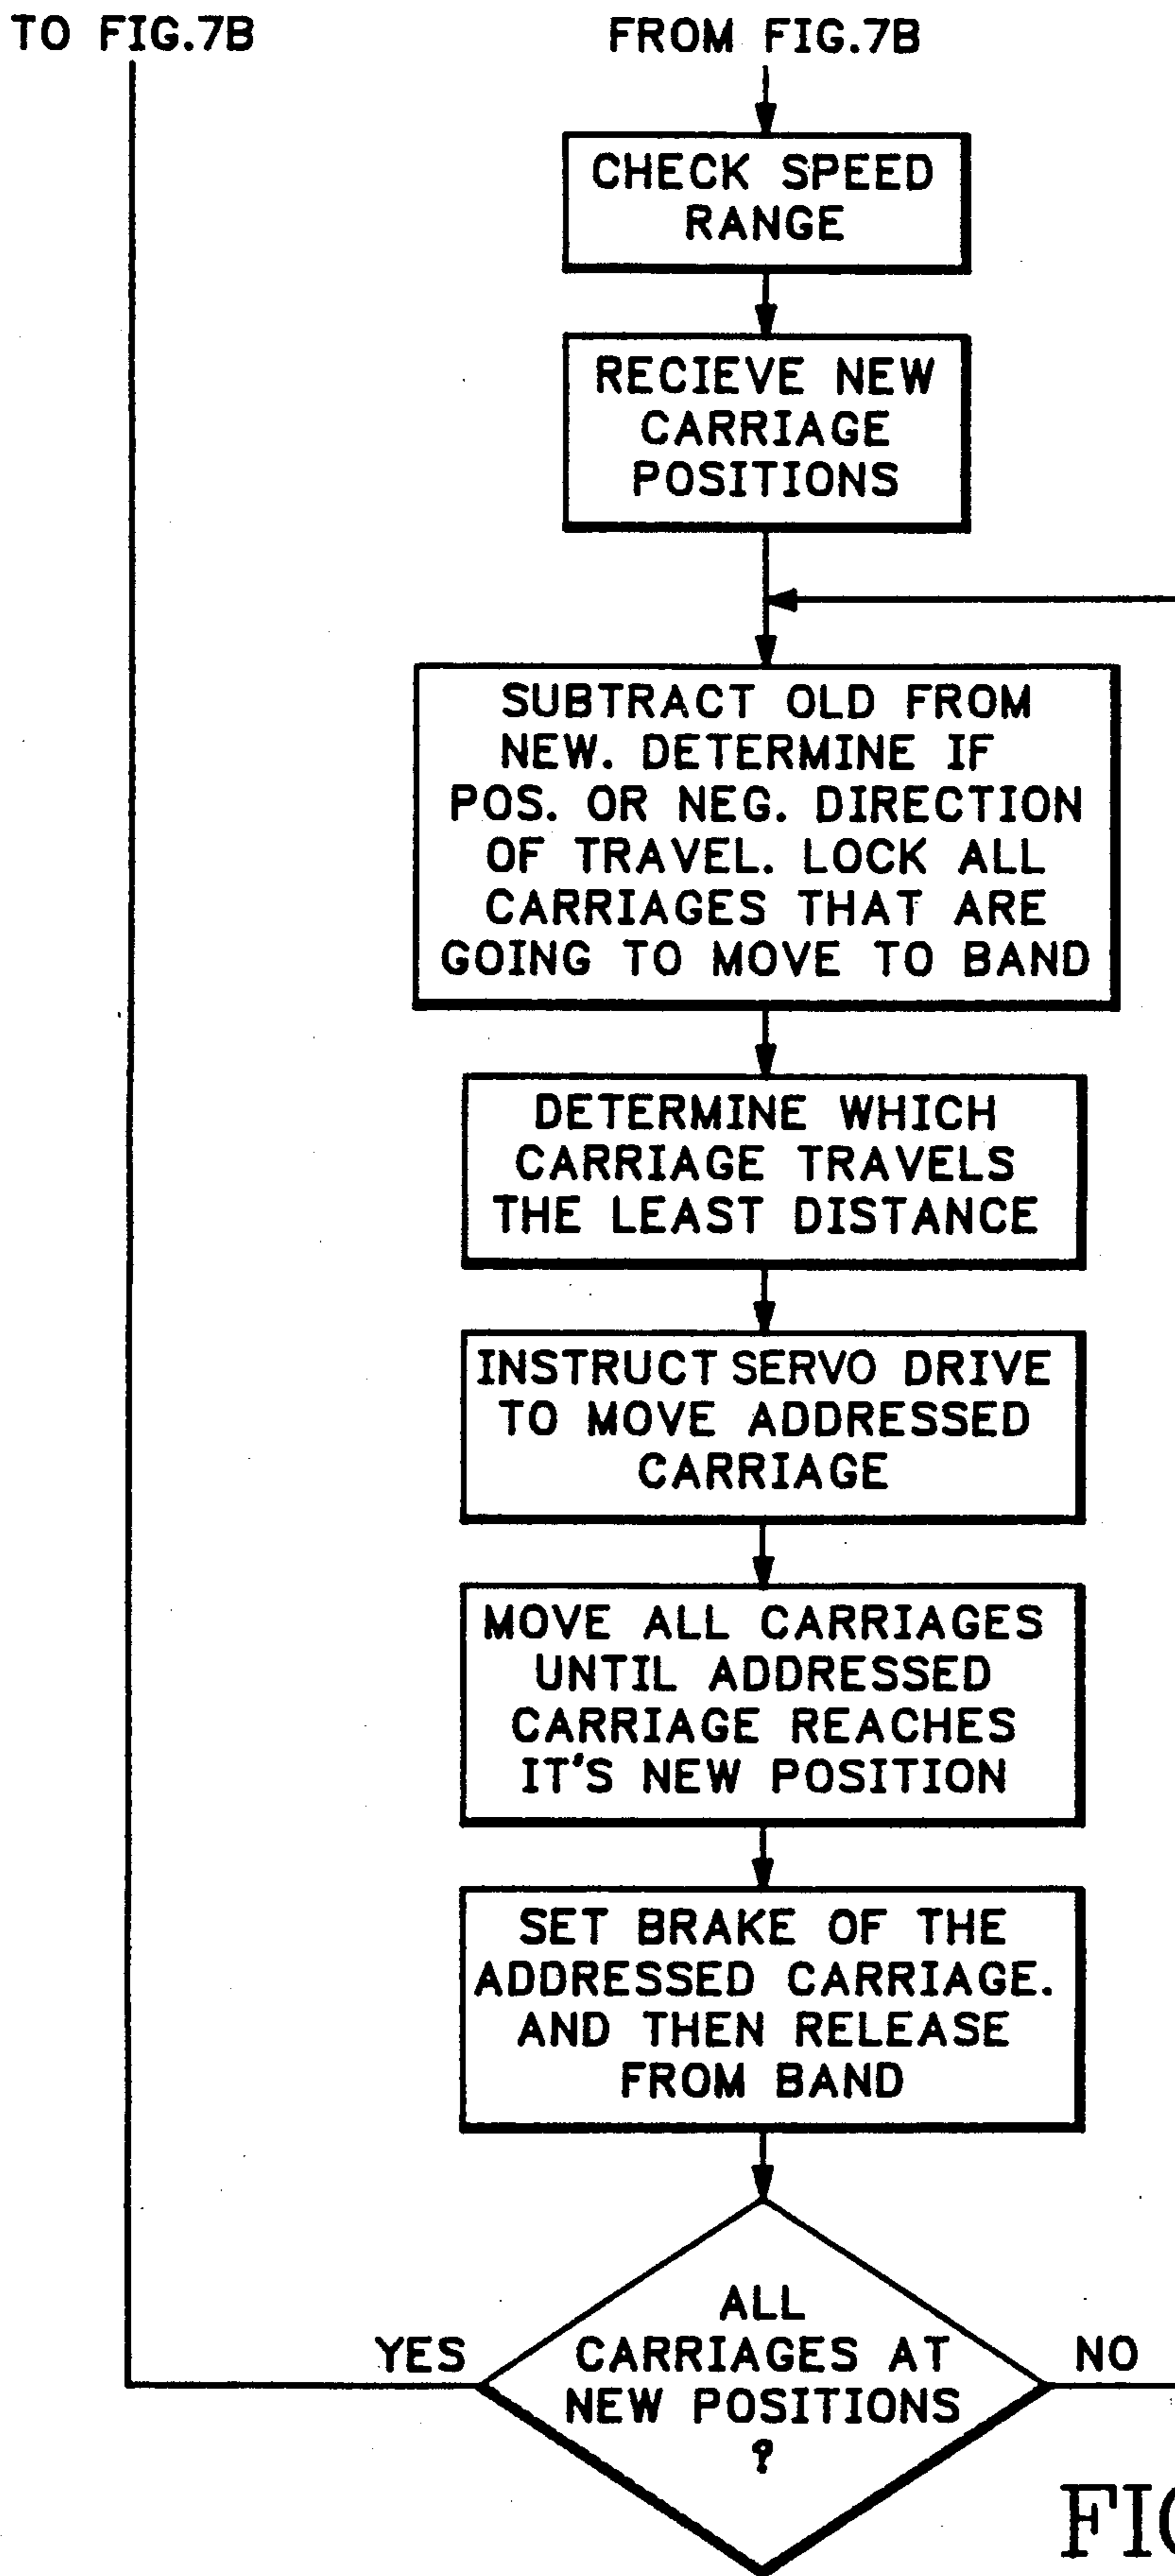 TO FIG.7B
FROM FIG.7B
CHECK SPEED
RANGE
RECIEVE NEW
CARRIAGE
POSITIONS
SUBTRACT OLD FROM
NEW. DETERMINE IF
POS. OR NEG. DIRECTION
OF TRAVEL. LOCK ALL
CARRIAGES THAT ARE
GOING TO MOVE TO BAND
DETERMINE WHICH
CARRIAGE TRAVELS
THE LEAST DISTANCE
INSTRUCT SERVO DRIVE
TO MOVE ADDRESSED
CARRIAGE
MOVE ALL CARRIAGES
UNTIL ADDRESSED
CARRIAGE REACHES
IT'S NEW POSITION
SET BRAKE OF THE
ADDRESSED CARRIAGE.
AND THEN RELEASE
FROM BAND
ALL
CARRIAGES AT
NEW POSITIONS
?
YES
NO